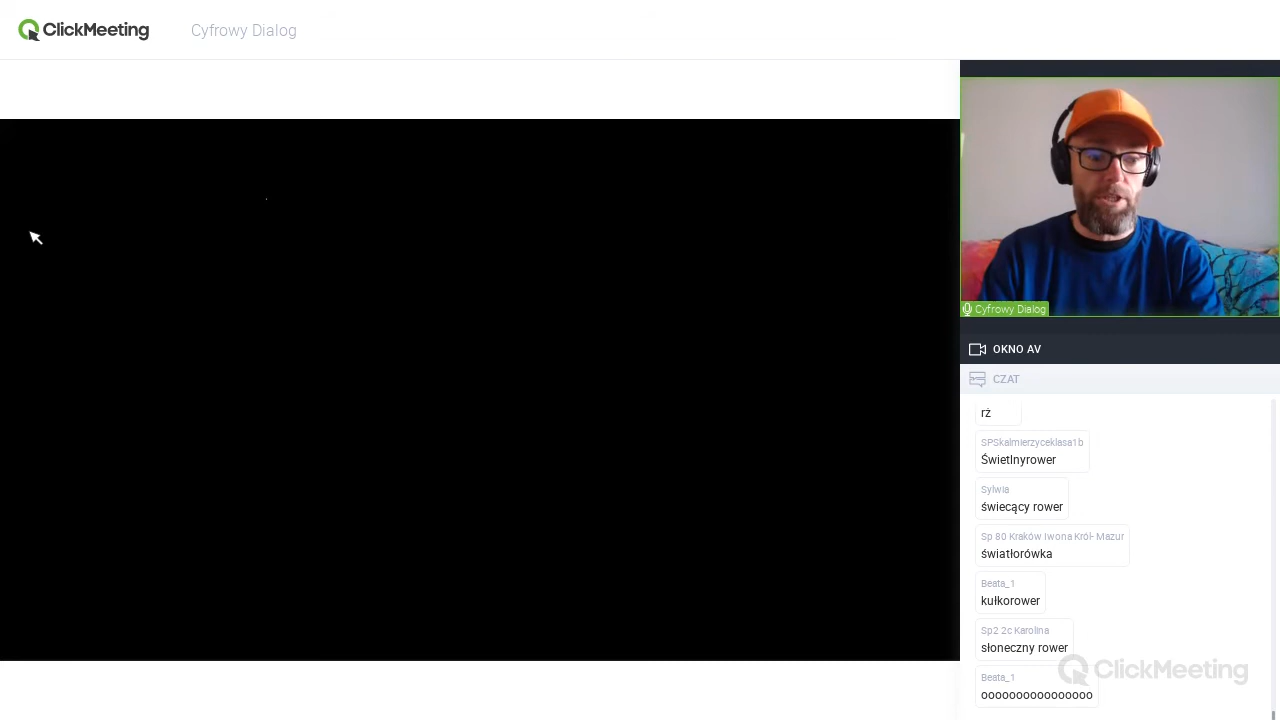 ClickMeeting
Cyfrowy Dialog
Cyfrowy Dialog
OKNO AV
CZAT
rż
SPSkalmierzyceklasa1b
Świetlnyrower
Sylwia
świecący rower
Sp 80 Kraków Iwona Król- Mazur
światłorówka
Beata_1
kułkorower
Sp2 2c Karolina
słoneczny rower
ClickMeeting
Beata_1
oooooooooooooooo